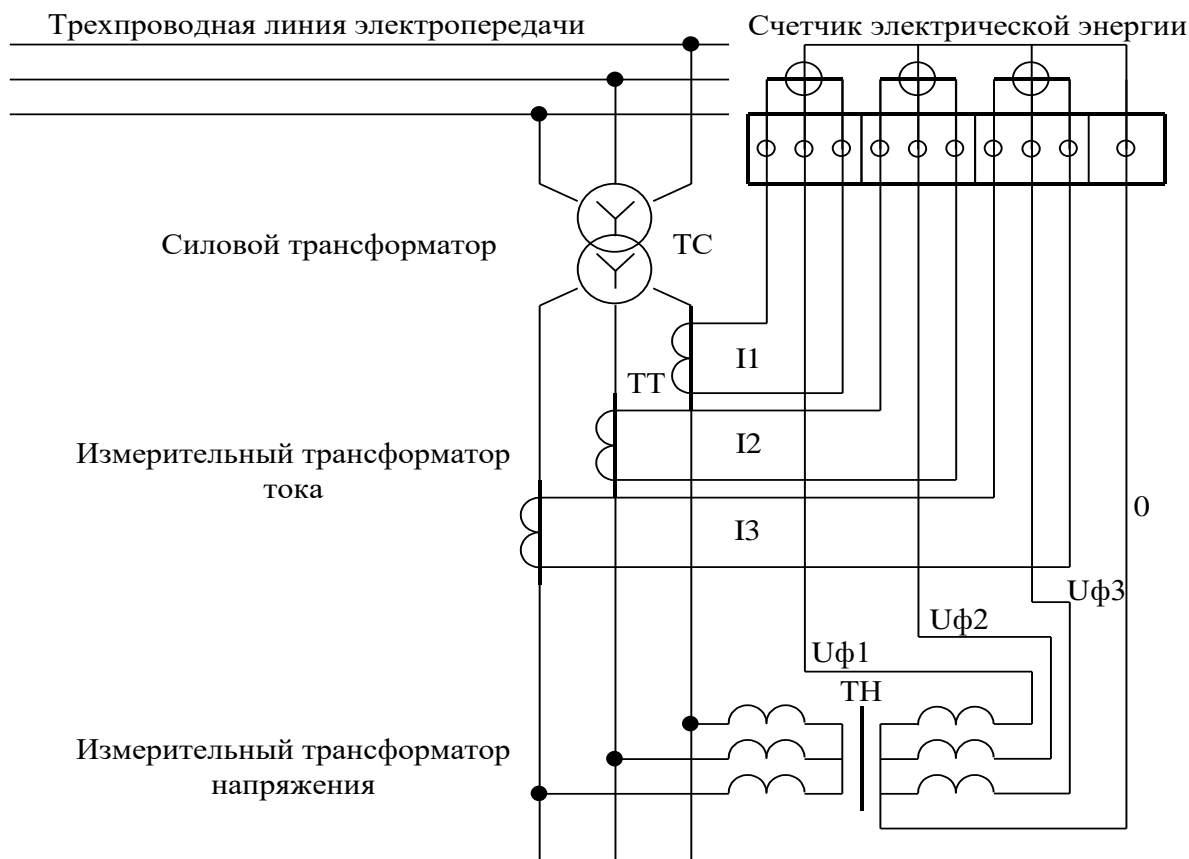 Трехпроводная линия электропередачи
Счетчик электрической энергии
Силовой трансформатор
ТС
I1
ТТ
I2
Измерительный трансформатор
тока
I3
0
Uф3
Uф2
Uф1
ТН
Измерительный трансформатор
напряжения